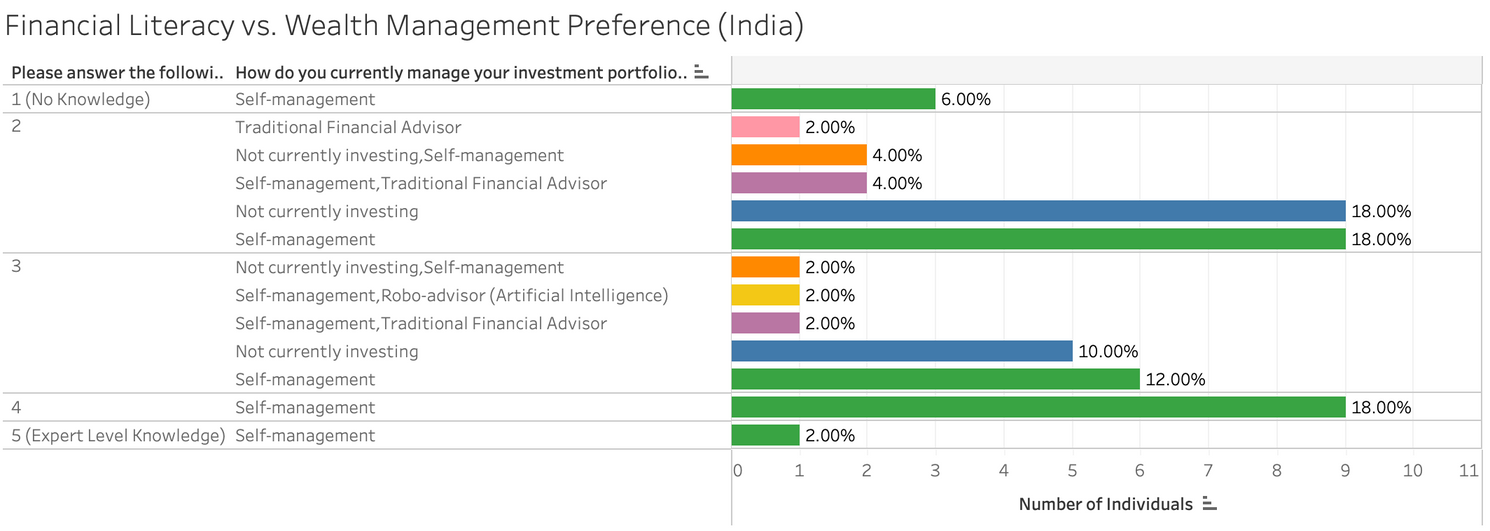 Financial Literacy vs. Wealth Management Preference (India)
Please answer the followi.. How do you currently manage your investment portfolio..
1 (No Knowledge) Self-management 6.00%
2 Traditional Financial Advisor 2.00%
Not currently investing,Self-management 4.00%
Self-management,Traditional Financial Advisor 4.00%
Not currently investing 18.00%
Self-management 18.00%
3 Not currently investing,Self-management 2.00%
Self-management,Robo-advisor (Artificial Intelligence) 2.00%
Self-management,Traditional Financial Advisor 2.00%
Not currently investing 10.00%
Self-management 12.00%
4 Self-management 18.00%
5 (Expert Level Knowledge) Self-management 2.00%
0 1 2 3 4 5 6 7 8 9 10 11
Number of Individuals